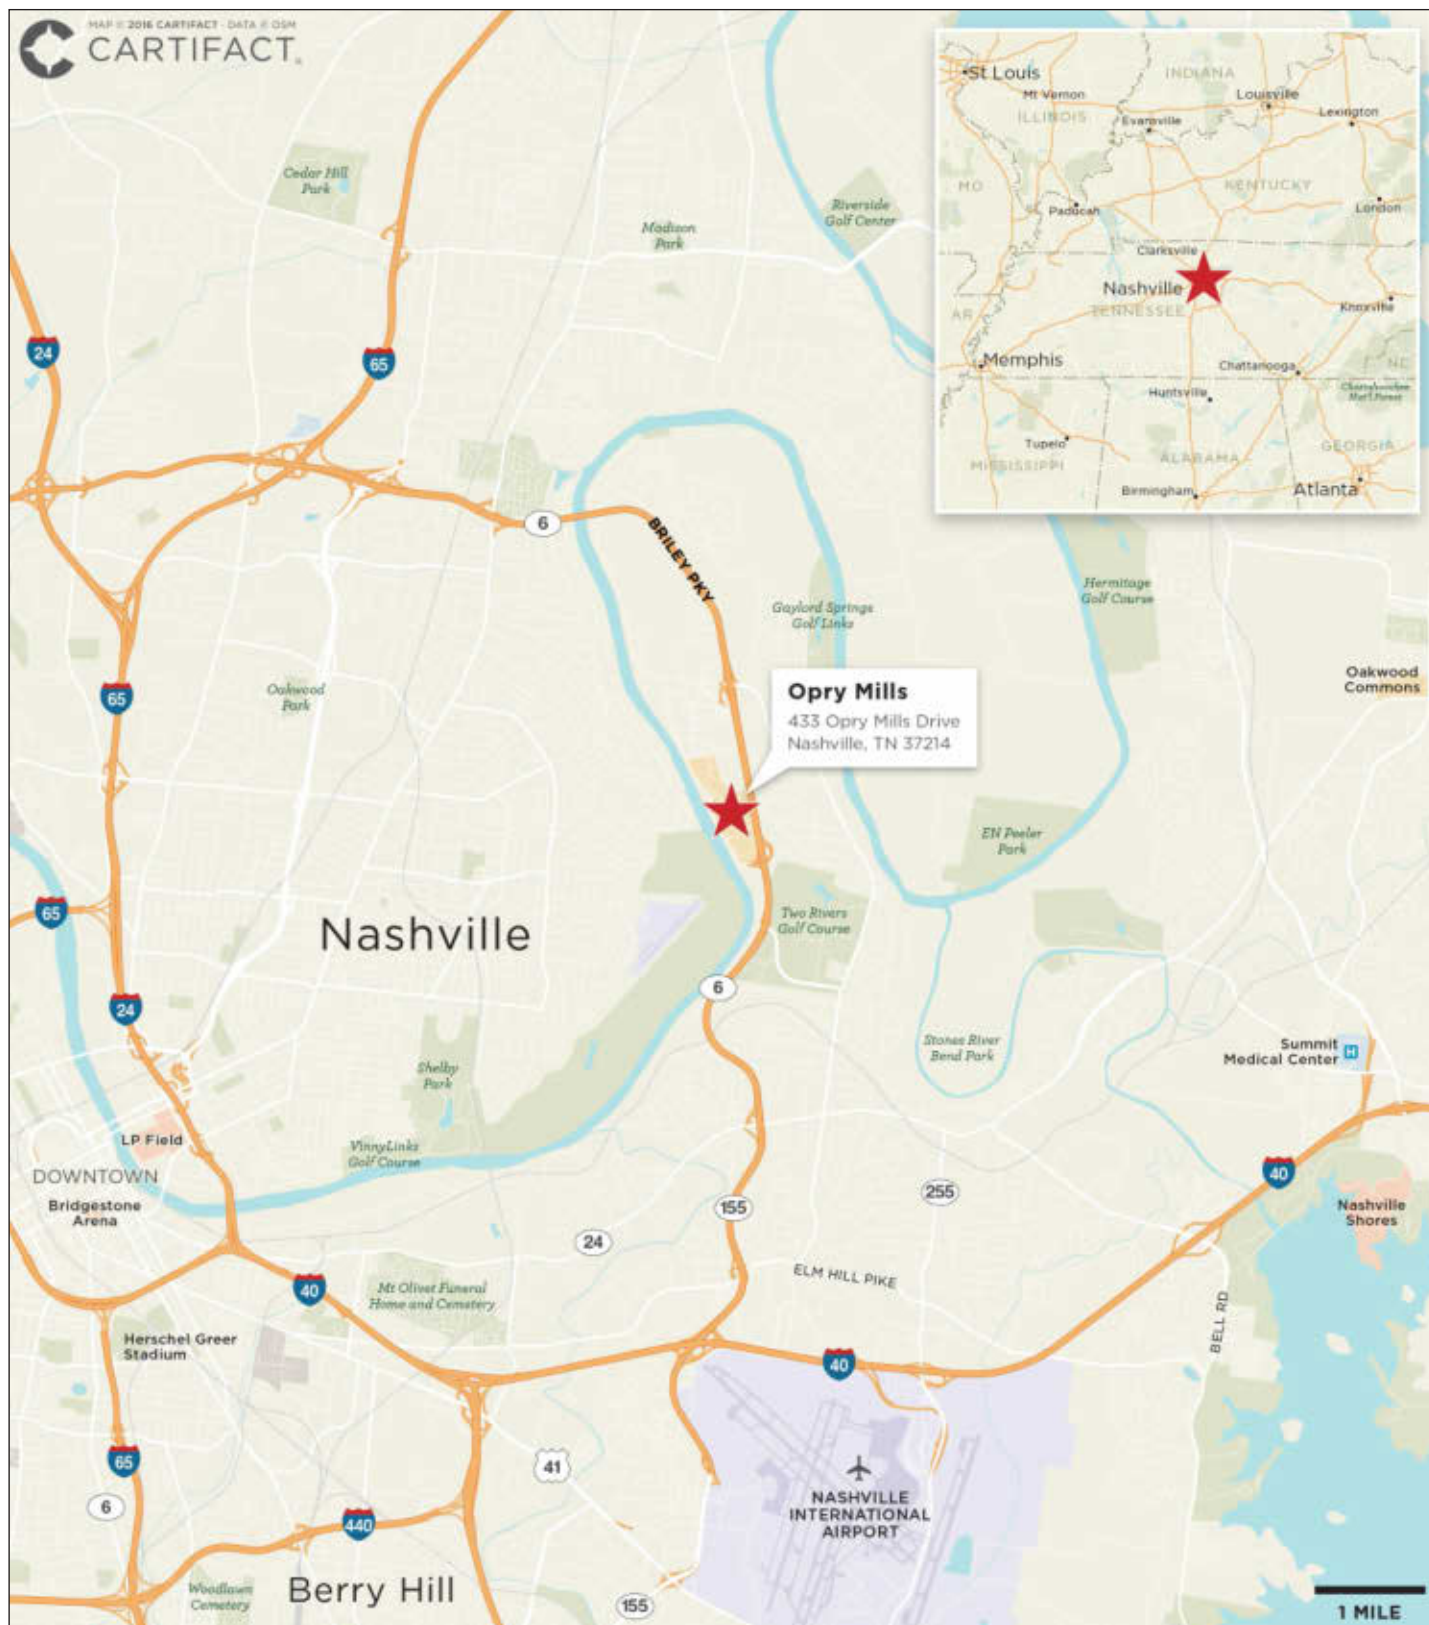 MAP © 2016 CARTIFACT · DATA © OSM
CARTIFACT
St Louis
INDIANA
Mt Vernon
Louisville
ILLINOIS
Evansville
Lexington
MO
KENTUCKY
Paducah
London
Clarksville
Nashville
TENNESSEE
AR
Knoxville
Memphis
Chattanooga
NC
Huntsville
Chattahoochee
Nat'l Forest
Tupelo
GEORGIA
MISSISSIPPI
ALABAMA
Birmingham
Atlanta
Cedar Hill
Park
Riverside
Golf Center
Madison
Park
24
65
6
BRILEY PKY
Hermitage
Golf Course
Gaylord Springs
Golf Links
Oakwood
Commons
Oakwood
Park
65
Opry Mills
433 Opry Mills Drive
Nashville, TN 37214
EN Peeler
Park
65
Nashville
Two Rivers
Golf Course
6
24
Stones River
Bend Park
Summit
Medical Center
H
Shelby
Park
LP Field
VinnyLinks
Golf Course
DOWNTOWN
40
Bridgestone
Arena
155
255
Nashville
Shores
24
ELM HILL PIKE
40
Mt Olivet Funeral
Home and Cemetery
BELL RD
Herschel Greer
Stadium
40
65
41
6
NASHVILLE
INTERNATIONAL
AIRPORT
440
Woodlawn
Cemetery
Berry Hill
155
1 MILE